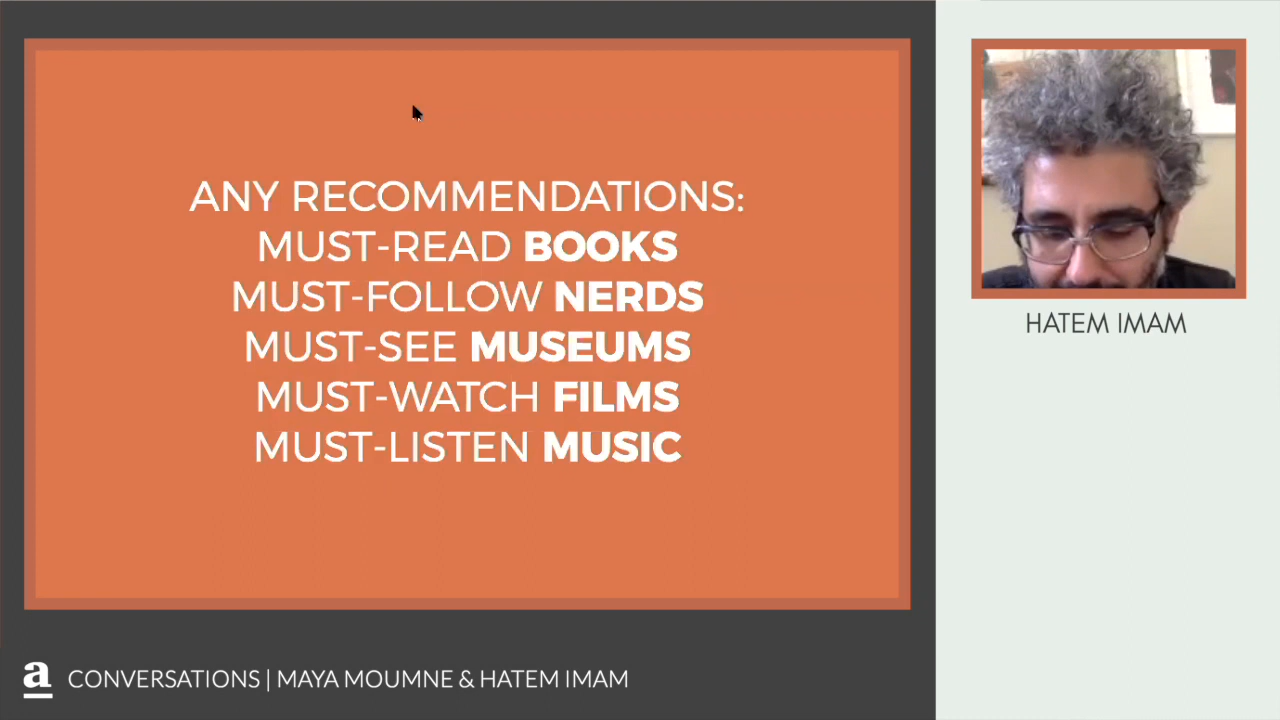 ANY RECOMMENDATIONS:
MUST-READ BOOKS
MUST-FOLLOW NERDS
MUST-SEE MUSEUMS
MUST-WATCH FILMS
MUST-LISTEN MUSIC
HATEM IMAM
a CONVERSATIONS | MAYA MOUMNE & HATEM IMAM